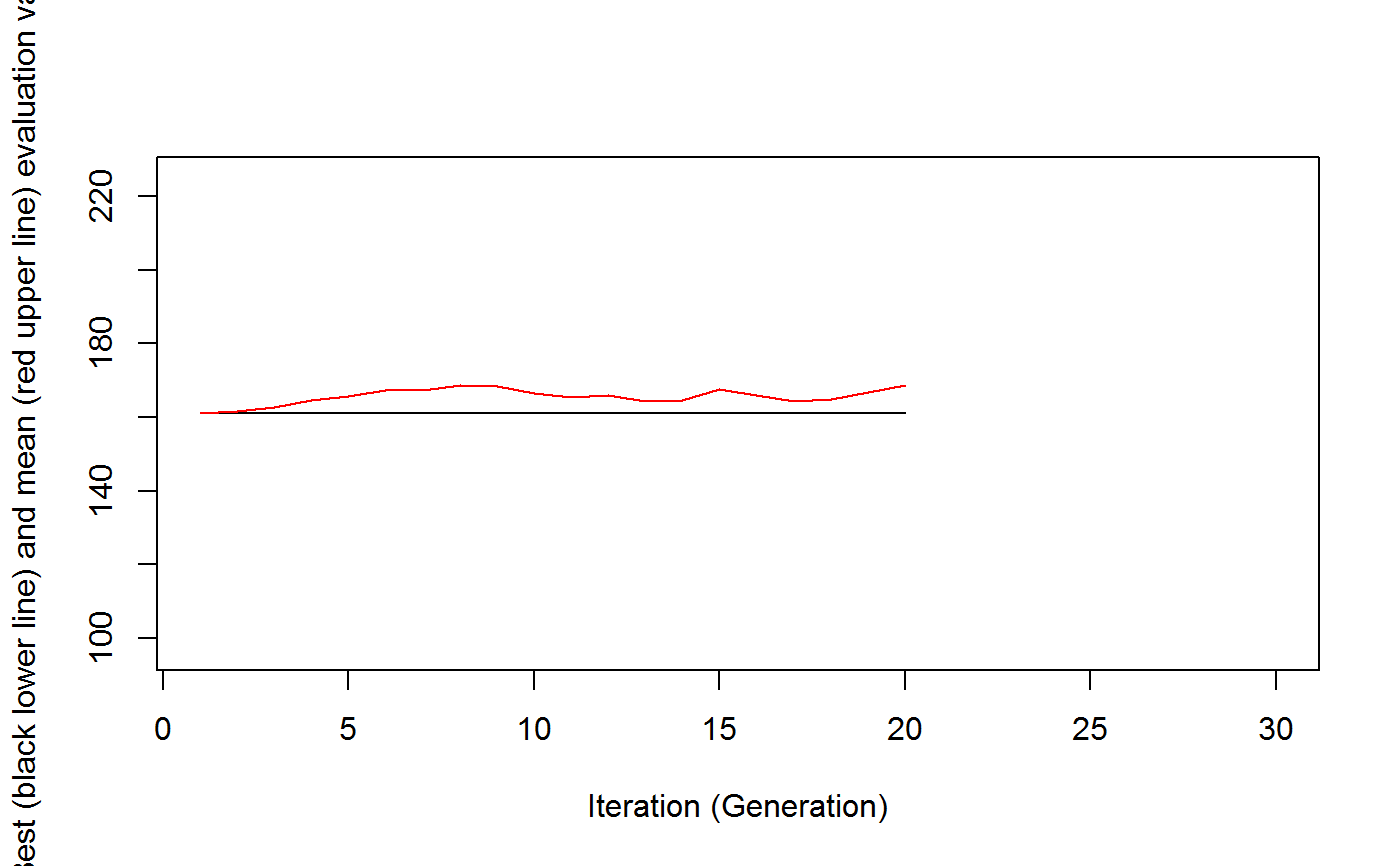 est (black lower line) and mean (red upper line) evaluation va
220
180
140
100
0 5 10 15 20 25 30
Iteration (Generation)